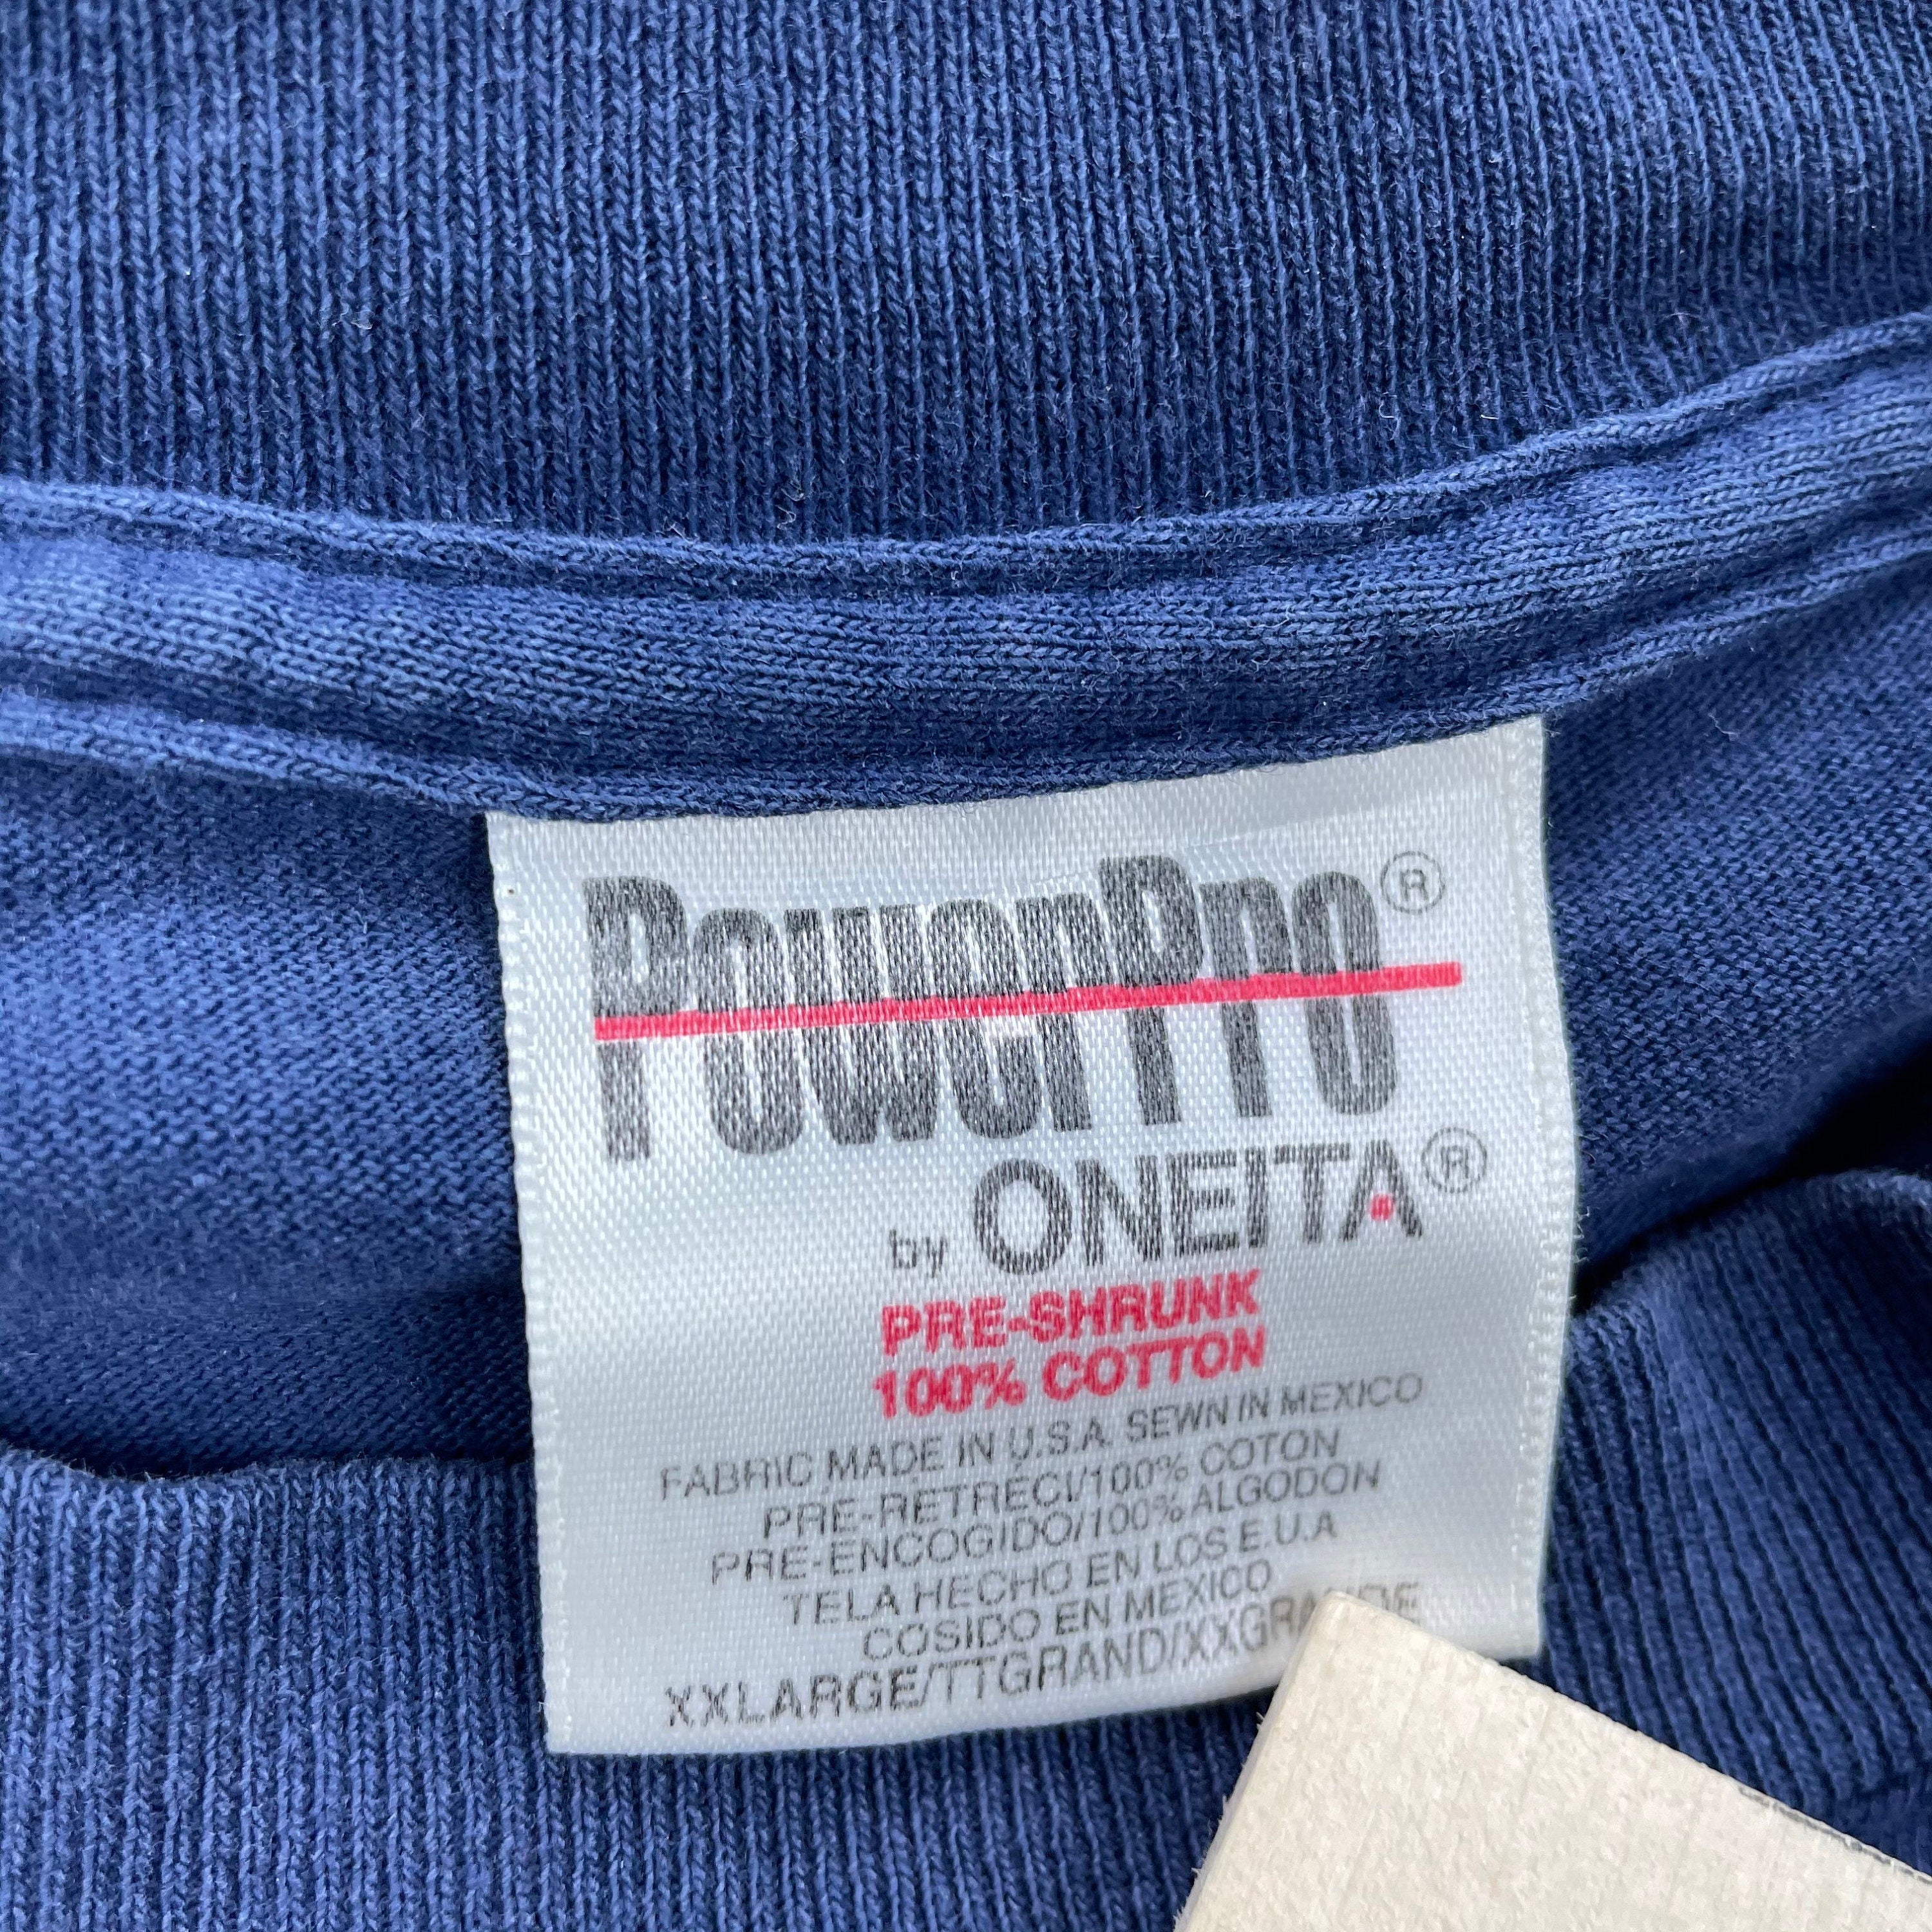 PowerPro®
by ONEITA®
PRE-SHRUNK
100% COTTON
FABRIC MADE IN U.S.A. SEWN IN MEXICO
PRE-RETRECI/100% COTON
PRE-ENCOGIDO/100% ALGODON
TELA HECHO EN LOS E.U.A
COSIDO EN MEXICO
XXLARGE/TTGRAND/XXGRANDE